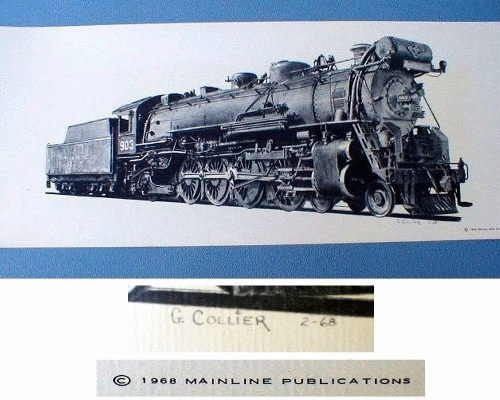 903
G. COLLIER 2-68
© 1968 MAINLINE PUBLICATIONS